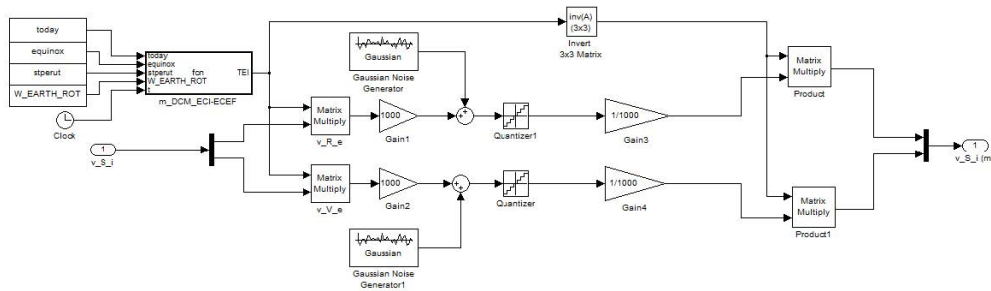 today
equinox
stperut
W_EARTH_ROT
today
equinox
stperut fcn TEI
W_EARTH_ROT
t
m_DCM_ECI-ECEF
Clock
1
v_S_i
Matrix
Multiply
v_R_e
Matrix
Multiply
v_V_e
Gaussian
Gaussian Noise
Generator
1000
Gain1
1000
Gain2
Gaussian
Gaussian Noise
Generator1
Quantizer1
Quantizer
inv(A)
(3x3)
Invert
3x3 Matrix
1/1000
Gain3
1/1000
Gain4
Matrix
Multiply
Product
Matrix
Multiply
Product1
1
v_S_i (m